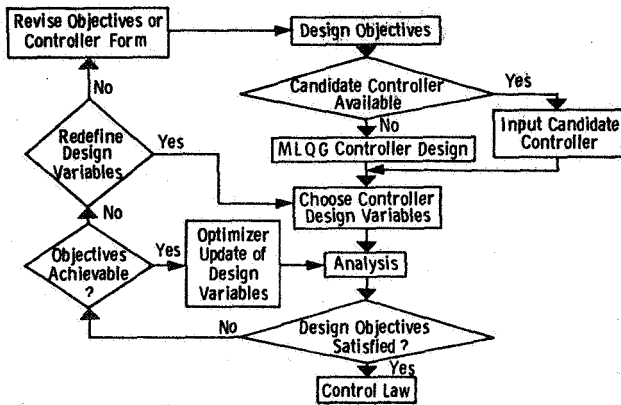 Revise Objectives or
Controller Form
Design Objectives
Candidate Controller
Available
Yes
No
No
Input Candidate
Controller
MLQG Controller Design
Redefine
Design
Variables
Yes
Choose Controller
Design Variables
No
Objectives
Achievable
?
Yes
Optimizer
Update of
Design
Variables
Analysis
No
Design Objectives
Satisfied ?
Yes
Control Law